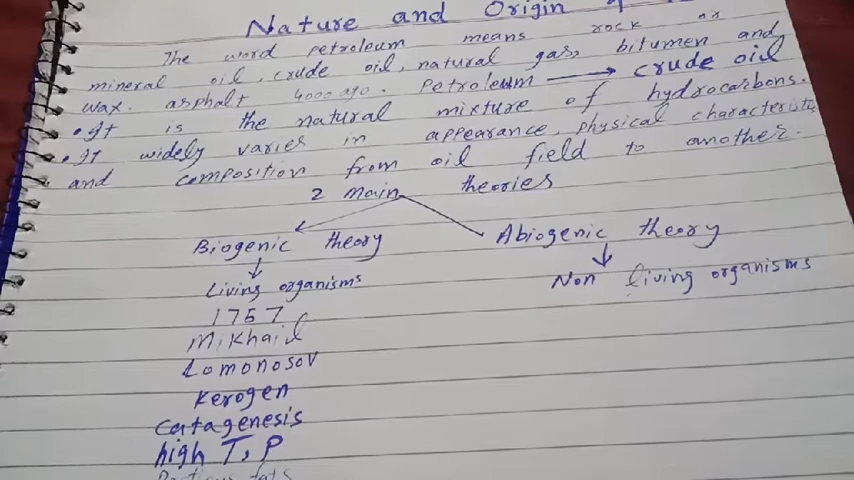 Nature and Origin of
The word petroleum means rock or
mineral oil, crude oil, natural gas, bitumen and
wax. asphalt 4000 ago. Petroleum → crude oil
• It is the natural mixture of hydrocarbons.
• It widely varies in appearance, physical characteristic
and composition from oil field to another.
2 main theories
Biogenic theory Abiogenic theory
Living organisms Non living organisms
1757
Mikhail
Lomonosov
Kerogen
Catagenesis
high T, P